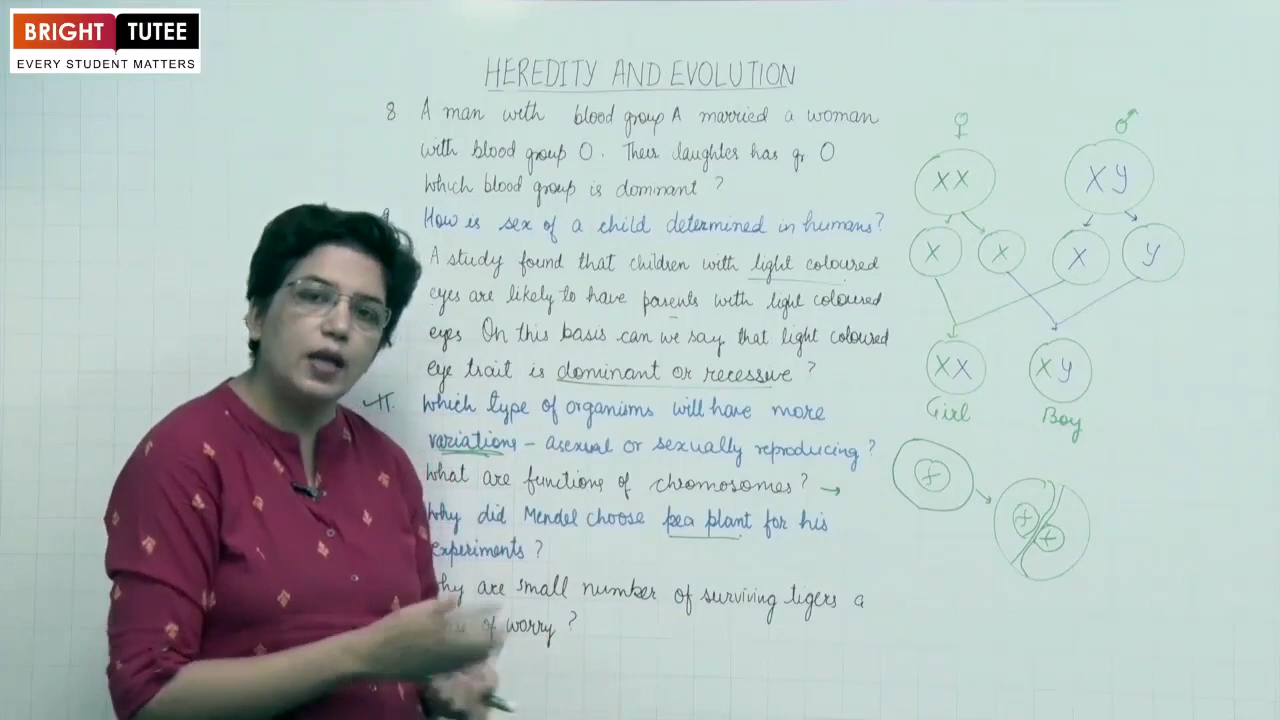 BRIGHT TUTEE
EVERY STUDENT MATTERS
HEREDITY AND EVOLUTION
8 A man with blood group A married a woman
with blood group O. Their daughter has gr O
which blood group is dominant ?
9. How is sex of a child determined in humans?
A study found that children with light coloured
eyes are likely to have parents with light coloured
eyes On this basis can we say that light coloured
eye trait is dominant or recessive ?
11. Which type of organisms will have more
variations – asexual or sexually reproducing ?
What are functions of chromosomes? →
Why did Mendel choose pea plant for his
experiments ?
why are small number of surviving tigers a
of worry ?
♀ ♂
XX XY
X X X Y
XX XY
Girl Boy